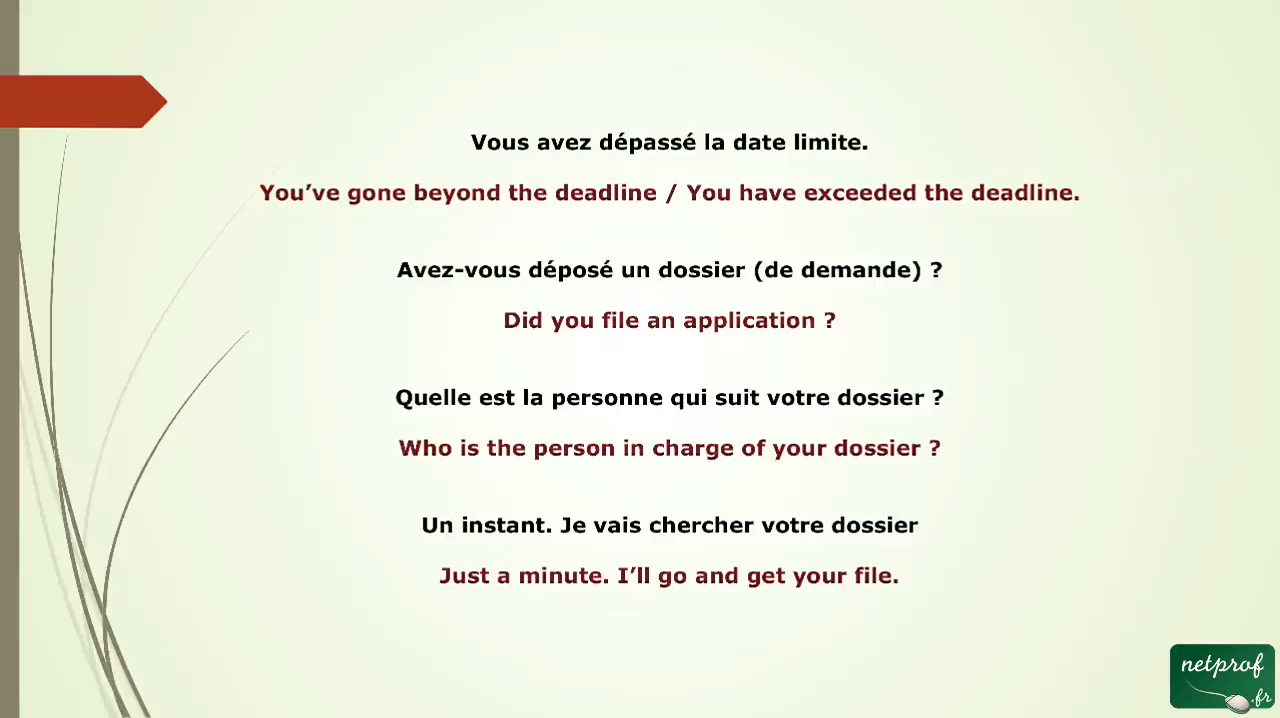 Vous avez dépassé la date limite.
You’ve gone beyond the deadline / You have exceeded the deadline.
Avez-vous déposé un dossier (de demande) ?
Did you file an application ?
Quelle est la personne qui suit votre dossier ?
Who is the person in charge of your dossier ?
Un instant. Je vais chercher votre dossier
Just a minute. I’ll go and get your file.
netprof
.fr